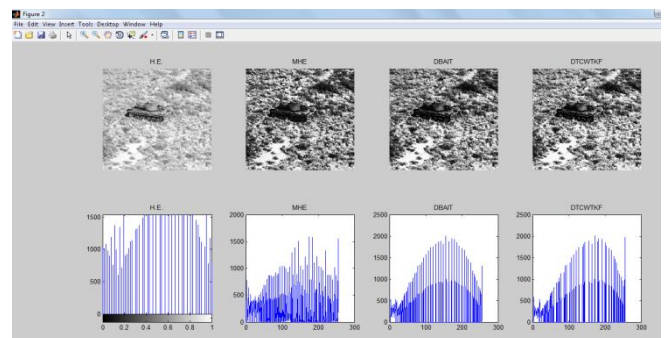 Figure 2
File Edit View Insert Tools Desktop Window Help
H.E. MHE DBAIT DTCWTKF
H.E. MHE DBAIT DTCWTKF
1500 1000 500 0
0 0.2 0.4 0.6 0.8 1
2000 1500 1000 500 0
0 100 200 300
2500 2000 1500 1000 500 0
0 100 200 300
2500 2000 1500 1000 500 0
0 100 200 300